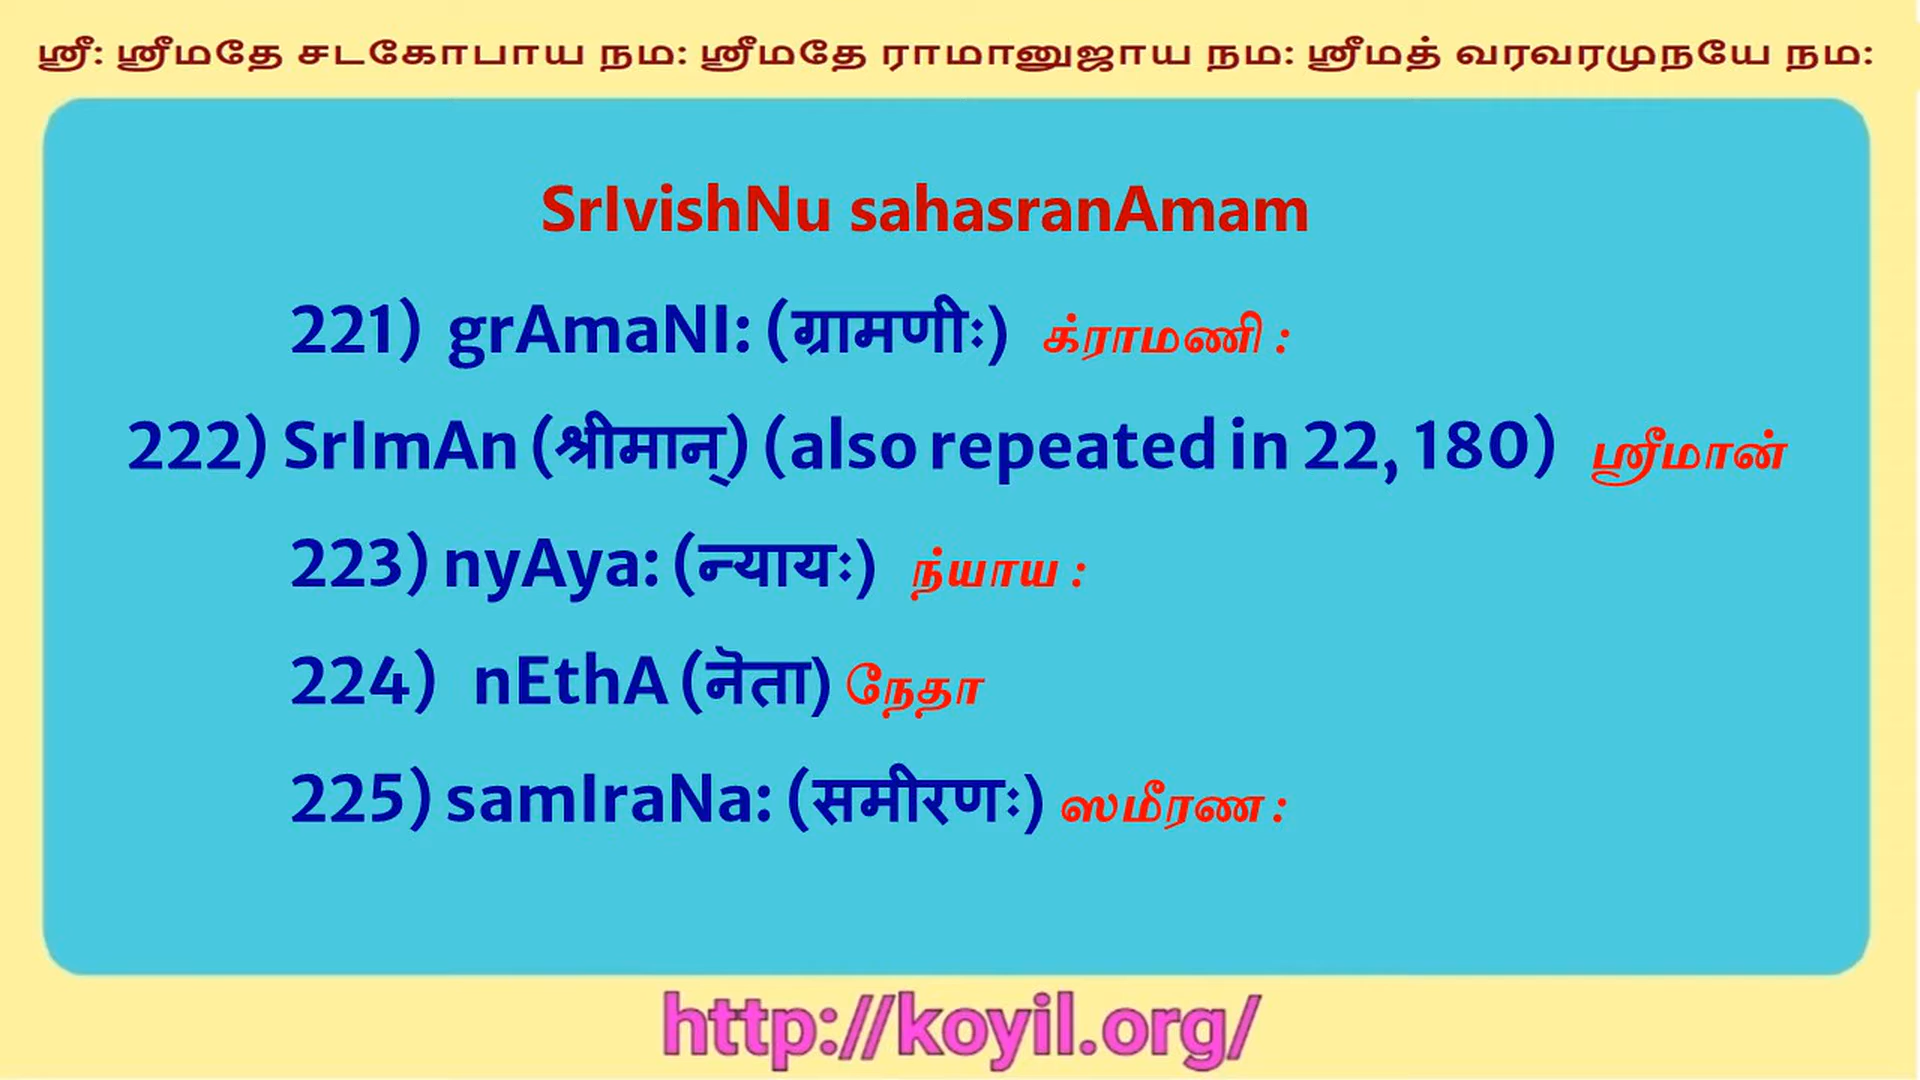 ஸ்ரீ: ஸ்ரீமதே சடகோபாய நம: ஸ்ரீமதே ராமானுஜாய நம: ஸ்ரீமத் வரவரமுநயே நம:
SrIvishNu sahasranAmam
221) grAmaNI: (ग्रामणीः) க்ராமணி :
222) SrImAn (श्रीमान्) (also repeated in 22, 180) ஸ்ரீமான்
223) nyAya: (न्यायः) ந்யாய :
224) nEthA (नॆता) நேதா
225) samIraNa: (समीरणः) ஸமீரண :
http://koyil.org/